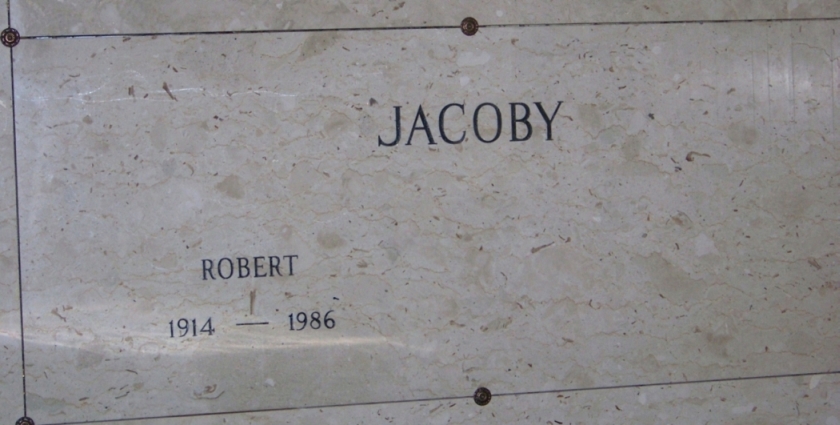 JACOBY
ROBERT
1914 — 1986